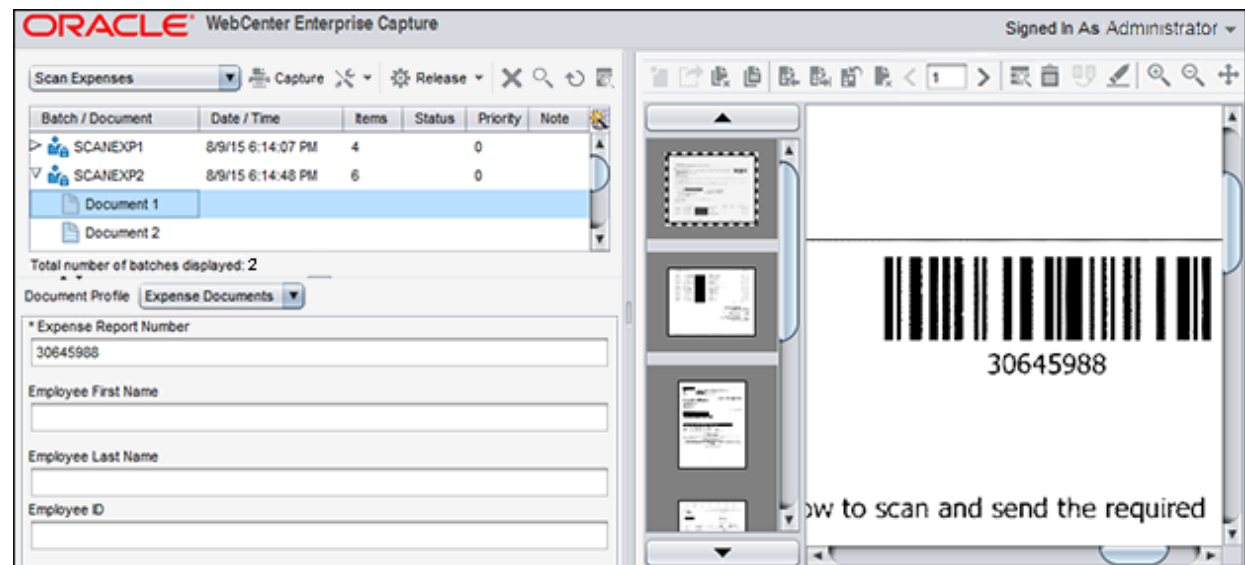 ORACLE WebCenter Enterprise Capture
Signed In As Administrator
Scan Expenses Capture Release
1
Batch / Document Date / Time Items Status Priority Note
SCANEXP1 8/9/15 6:14:07 PM 4 0
SCANEXP2 8/9/15 6:14:48 PM 6 0
Document 1
Document 2
Total number of batches displayed: 2
Document Profile Expense Documents
* Expense Report Number
30645988
Employee First Name
Employee Last Name
Employee ID
30645988
ow to scan and send the required